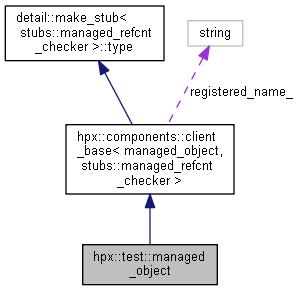 detail::make_stub<
stubs::managed_refcnt
_checker >::type
string
registered_name_
hpx::components::client
_base< managed_object,
stubs::managed_refcnt
_checker >
hpx::test::managed
_object